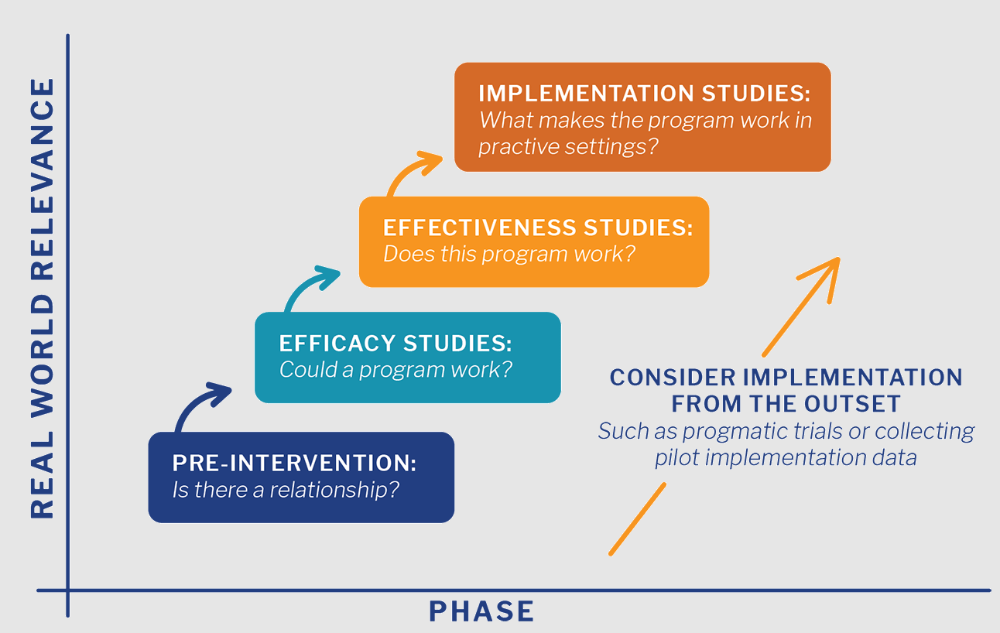 REAL WORLD RELEVANCE
IMPLEMENTATION STUDIES:
What makes the program work in
practive settings?
EFFECTIVENESS STUDIES:
Does this program work?
EFFICACY STUDIES:
Could a program work?
PRE-INTERVENTION:
Is there a relationship?
CONSIDER IMPLEMENTATION
FROM THE OUTSET
Such as progmatic trials or collecting
pilot implementation data
PHASE